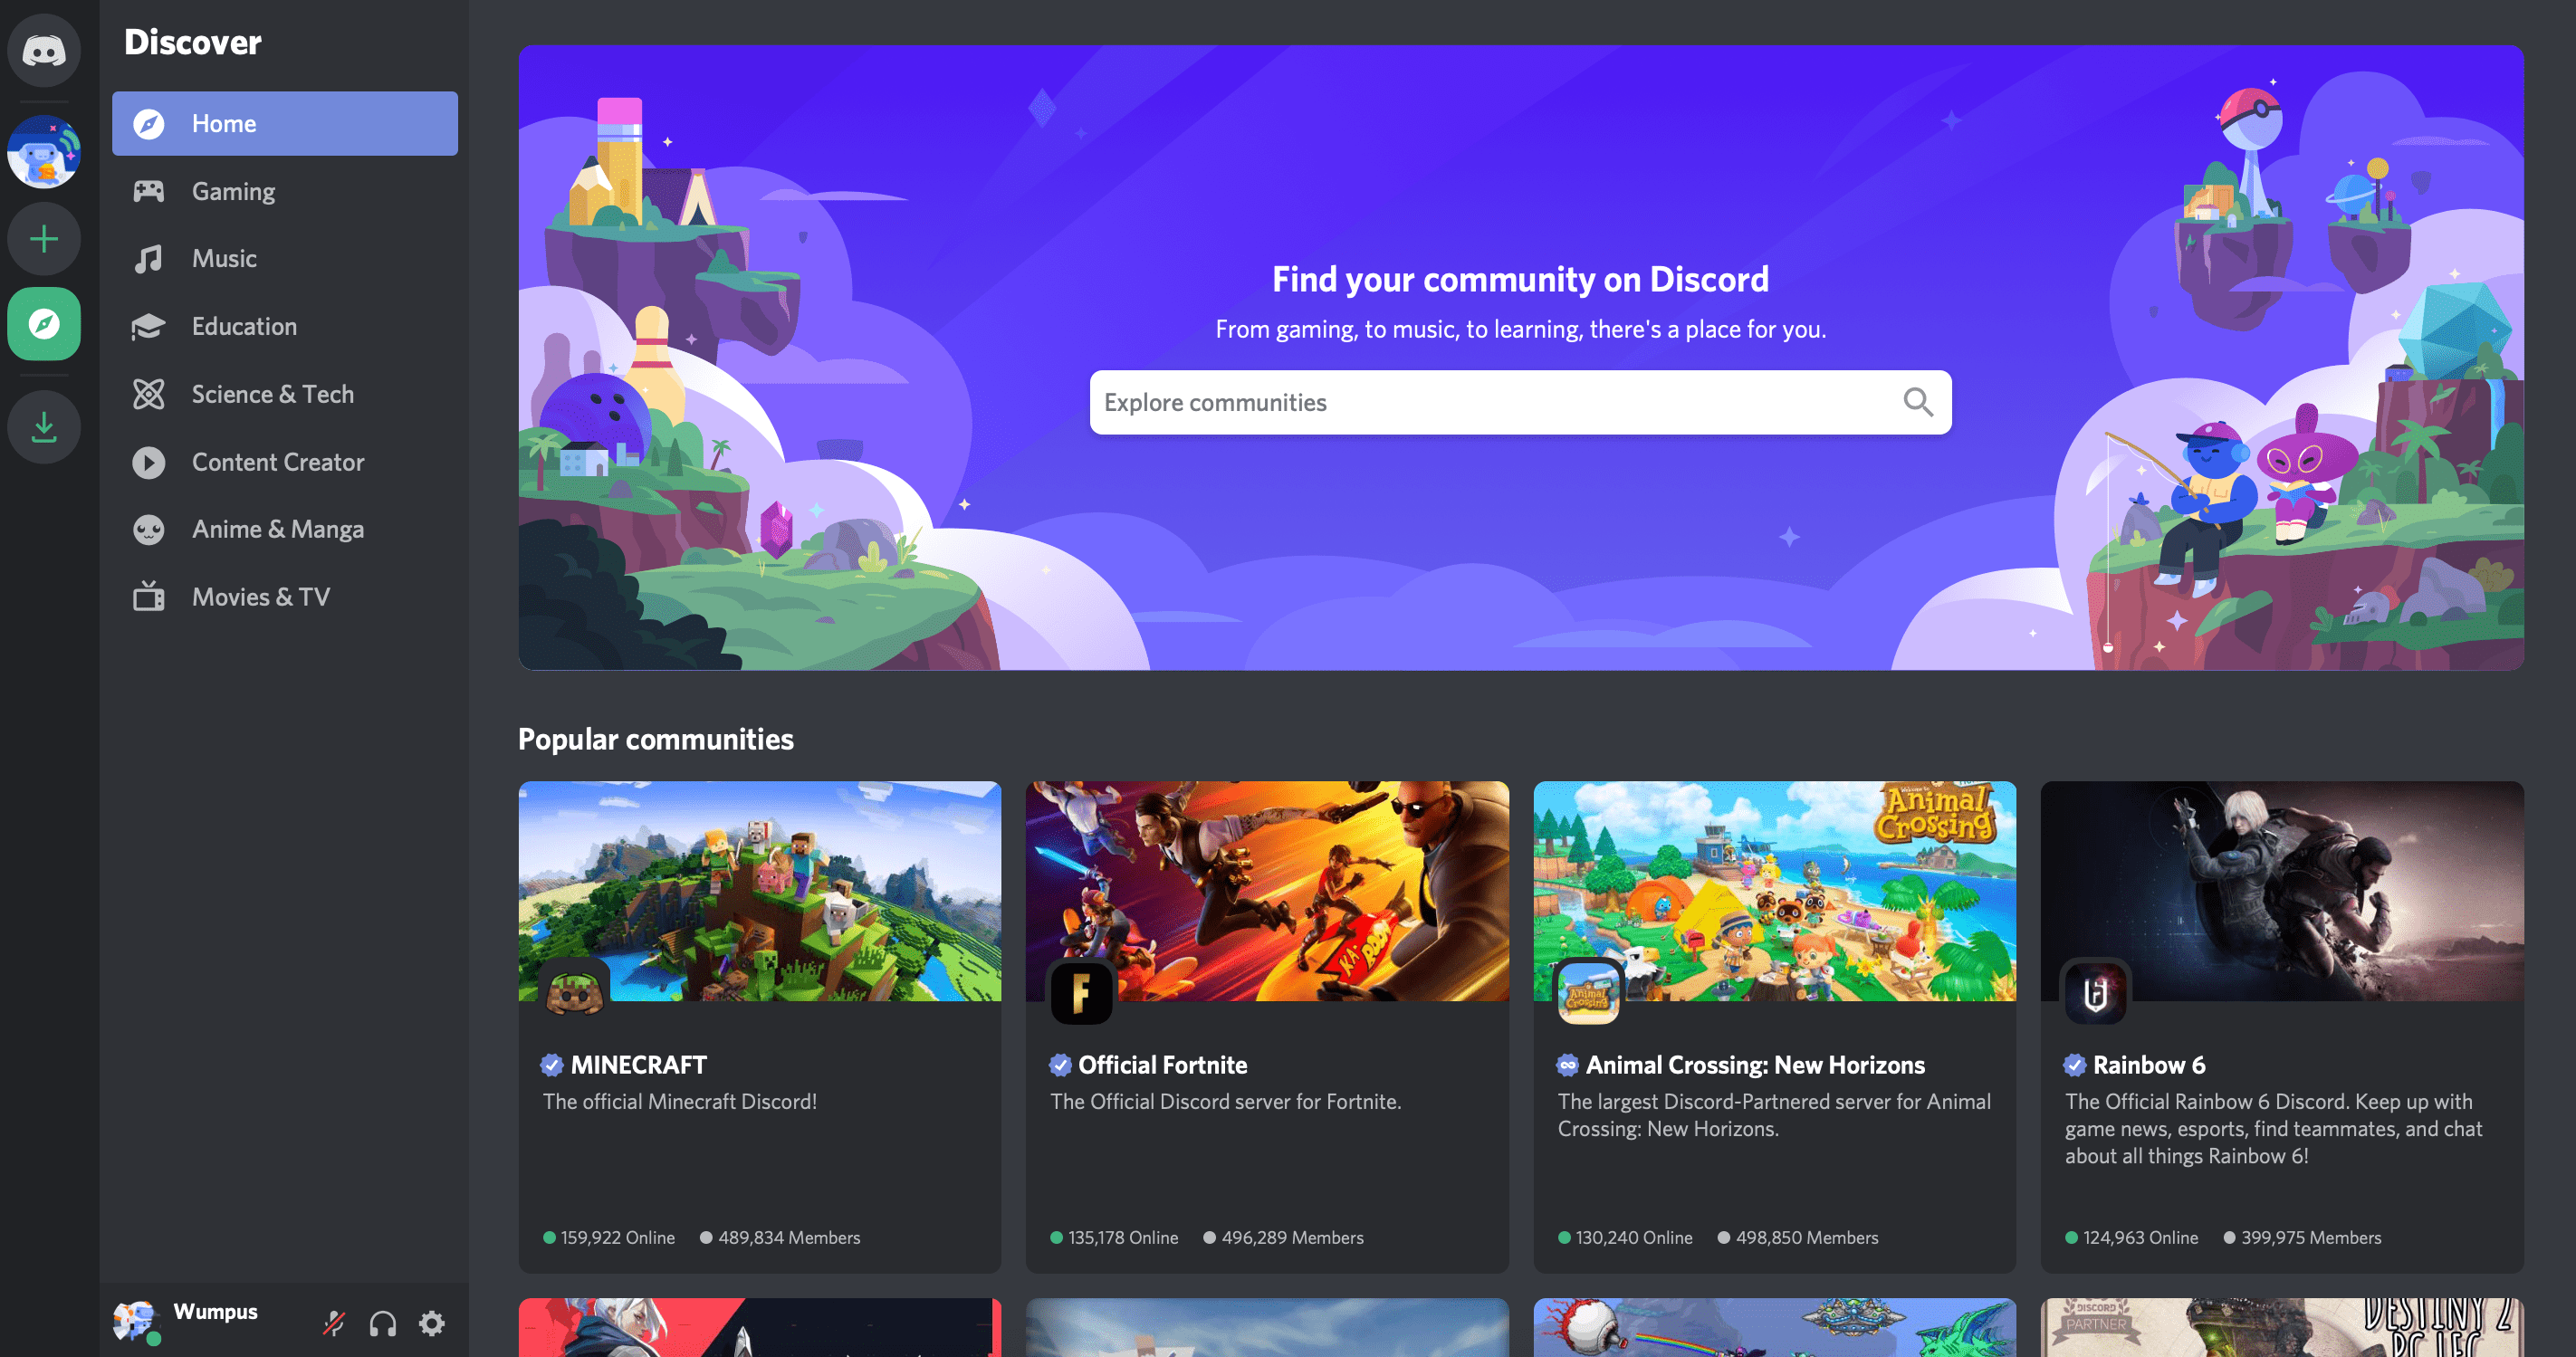 Discover
Home
Gaming
Music
Education
Science & Tech
Content Creator
Anime & Manga
Movies & TV
Wumpus
Find your community on Discord
From gaming, to music, to learning, there's a place for you.
Explore communities
Popular communities
KA
BOOM
MINECRAFT
The official Minecraft Discord!
159,922 Online
489,834 Members
F
Official Fortnite
The Official Discord server for Fortnite.
135,178 Online
496,289 Members
Animal
Crossing
Animal
Crossing
Animal Crossing: New Horizons
The largest Discord-Partnered server for Animal
Crossing: New Horizons.
130,240 Online
498,850 Members
Rainbow 6
The Official Rainbow 6 Discord. Keep up with
game news, esports, find teammates, and chat
about all things Rainbow 6!
124,963 Online
399,975 Members
DISCORD
PARTNER
DESTINY 2